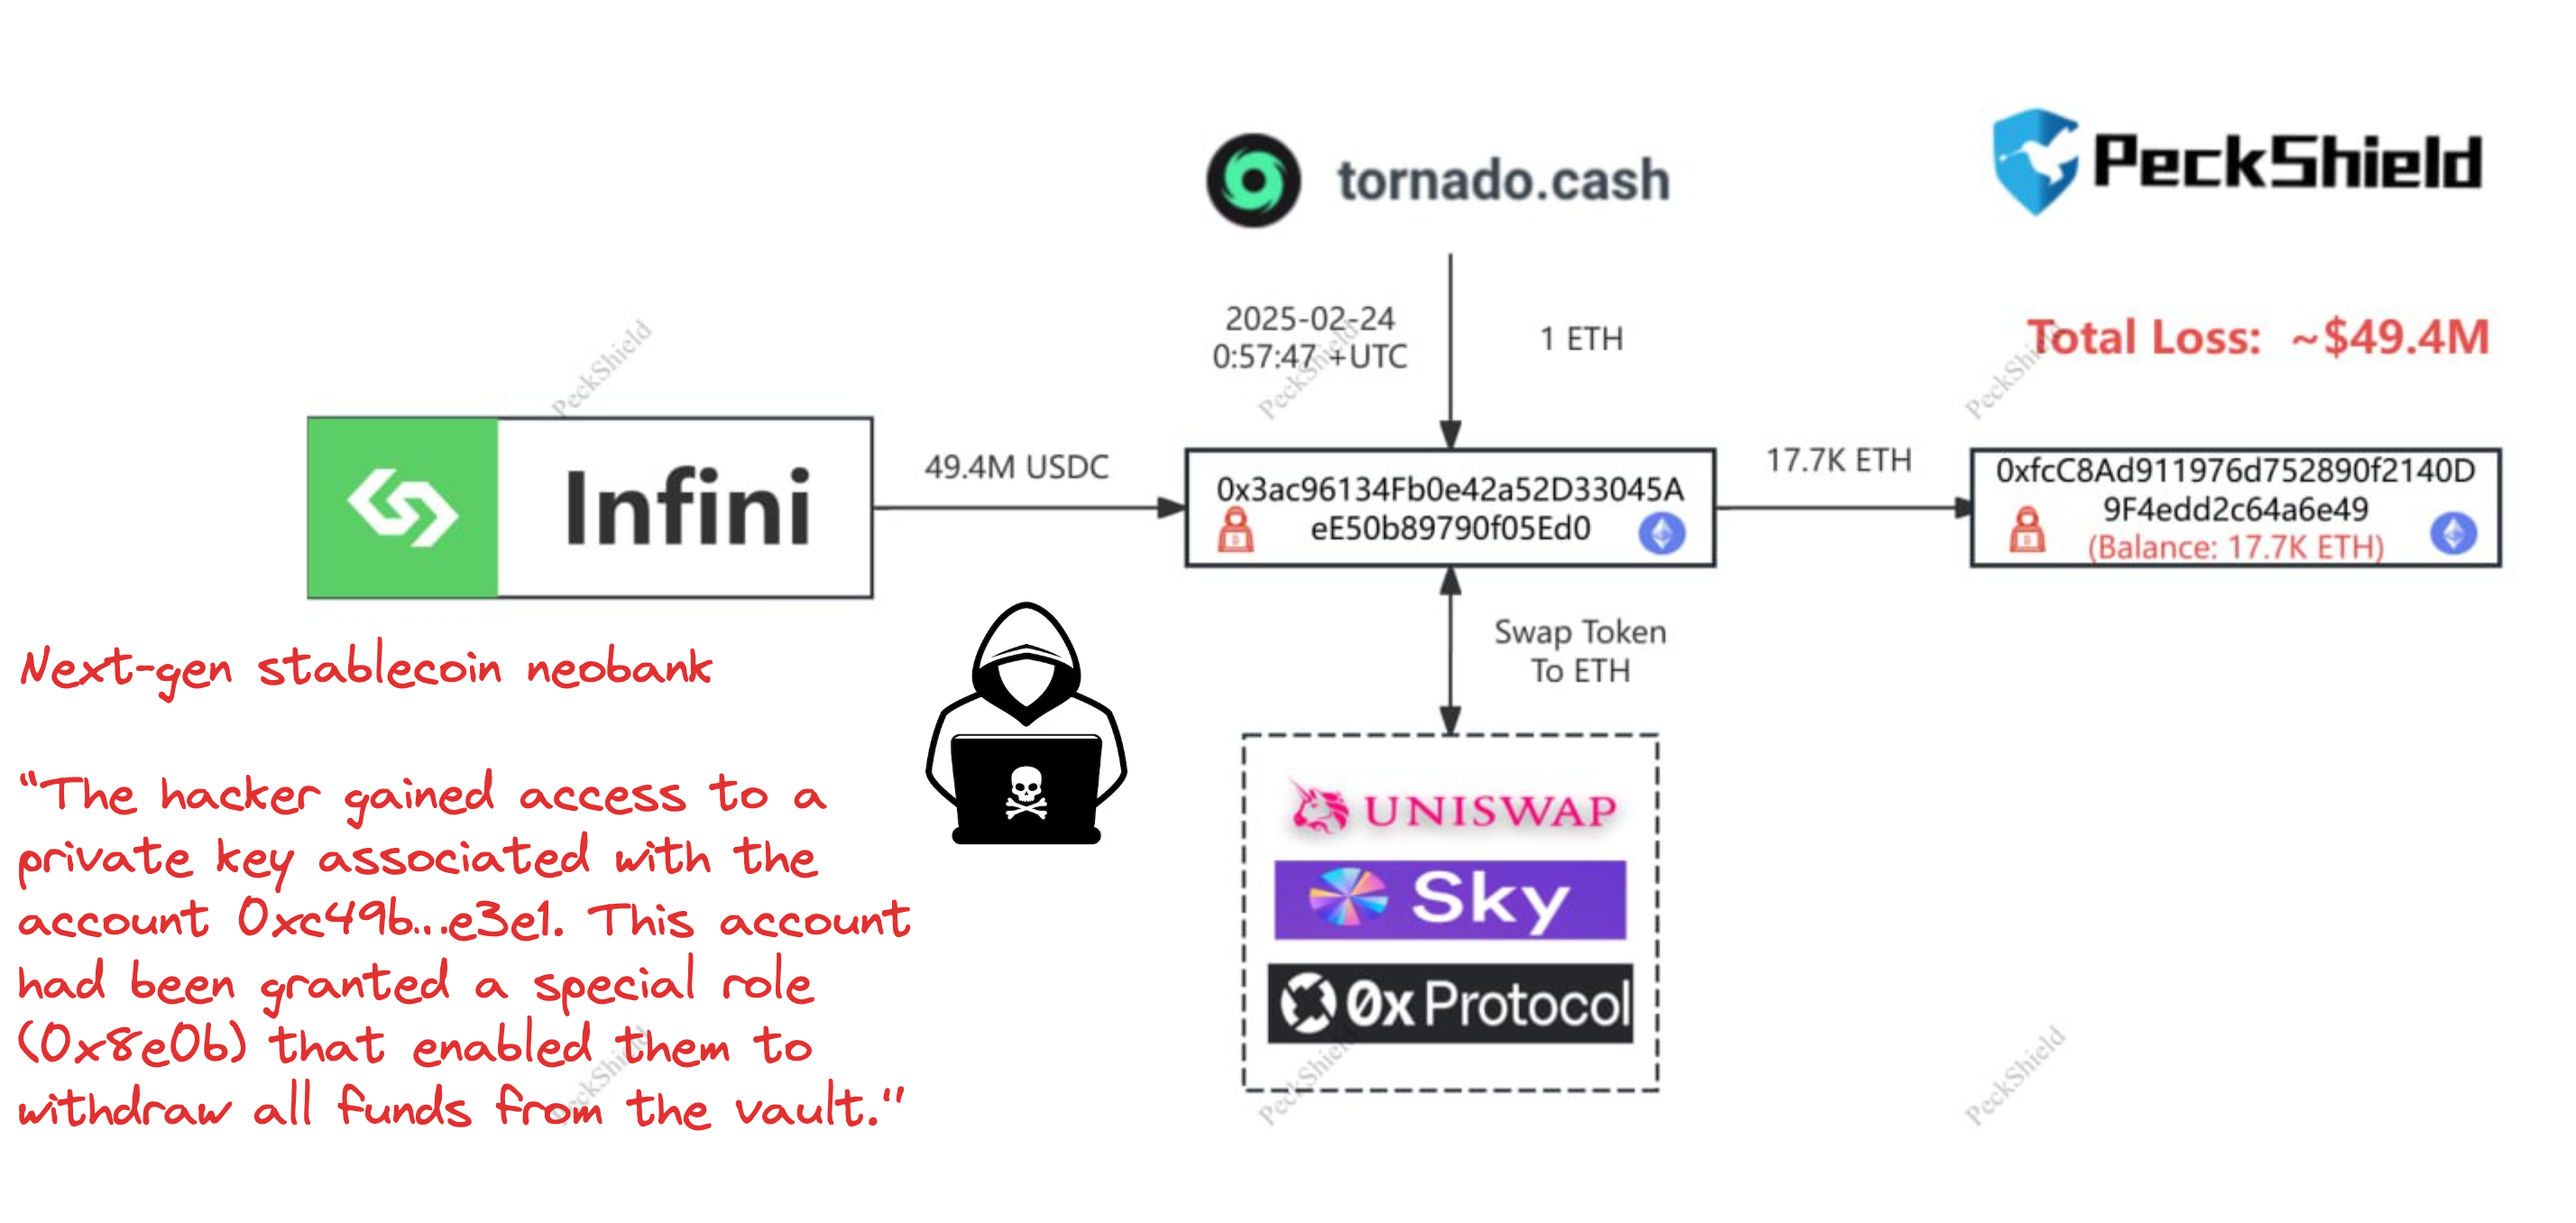 tornado.cash
PeckShield
2025-02-24
0:57:47 +UTC
1 ETH
Total Loss: ~$49.4M
PeckShield
PeckShield
PeckShield
Infini
49.4M USDC
0x3ac96134Fb0e42a52D33045A
eE50b89790f05Ed0
17.7K ETH
0xfcC8Ad911976d752890f2140D
9F4edd2c64a6e49
(Balance: 17.7K ETH)
Swap Token
To ETH
UNISWAP
Sky
0x Protocol
Next-gen stablecoin neobank
"The hacker gained access to a
private key associated with the
account 0xc49b...e3e1. This account
had been granted a special role
(0x8e0b) that enabled them to
withdraw all funds from the vault."
PeckShield
PeckShield
PeckShield